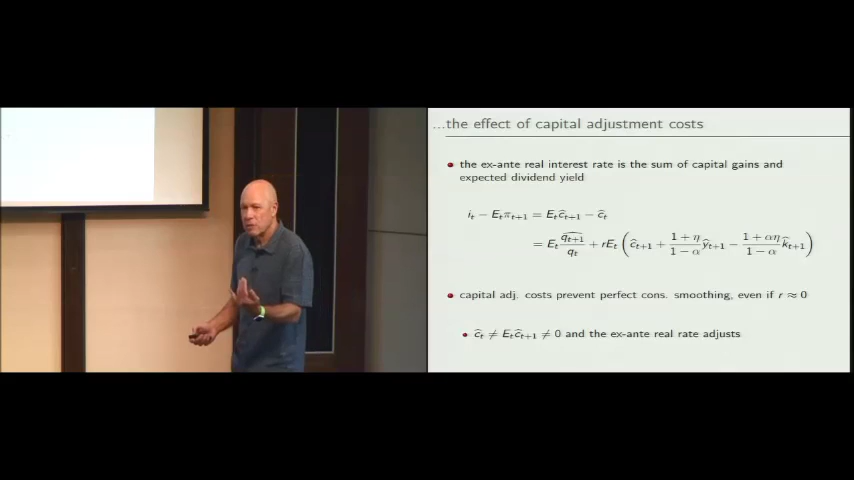 ...the effect of capital adjustment costs
the ex-ante real interest rate is the sum of capital gains and
expected dividend yield
i_t − E_tπ_{t+1} = E_tĉ_{t+1} − ĉ_t
= E_t \widehat{q_{t+1}}/q_t + rE_t (ĉ_{t+1} + (1 + η)/(1 − α) ŷ_{t+1} − (1 + αη)/(1 − α) k̂_{t+1})
capital adj. costs prevent perfect cons. smoothing, even if r ≈ 0
ĉ_t ≠ E_tĉ_{t+1} ≠ 0 and the ex-ante real rate adjusts